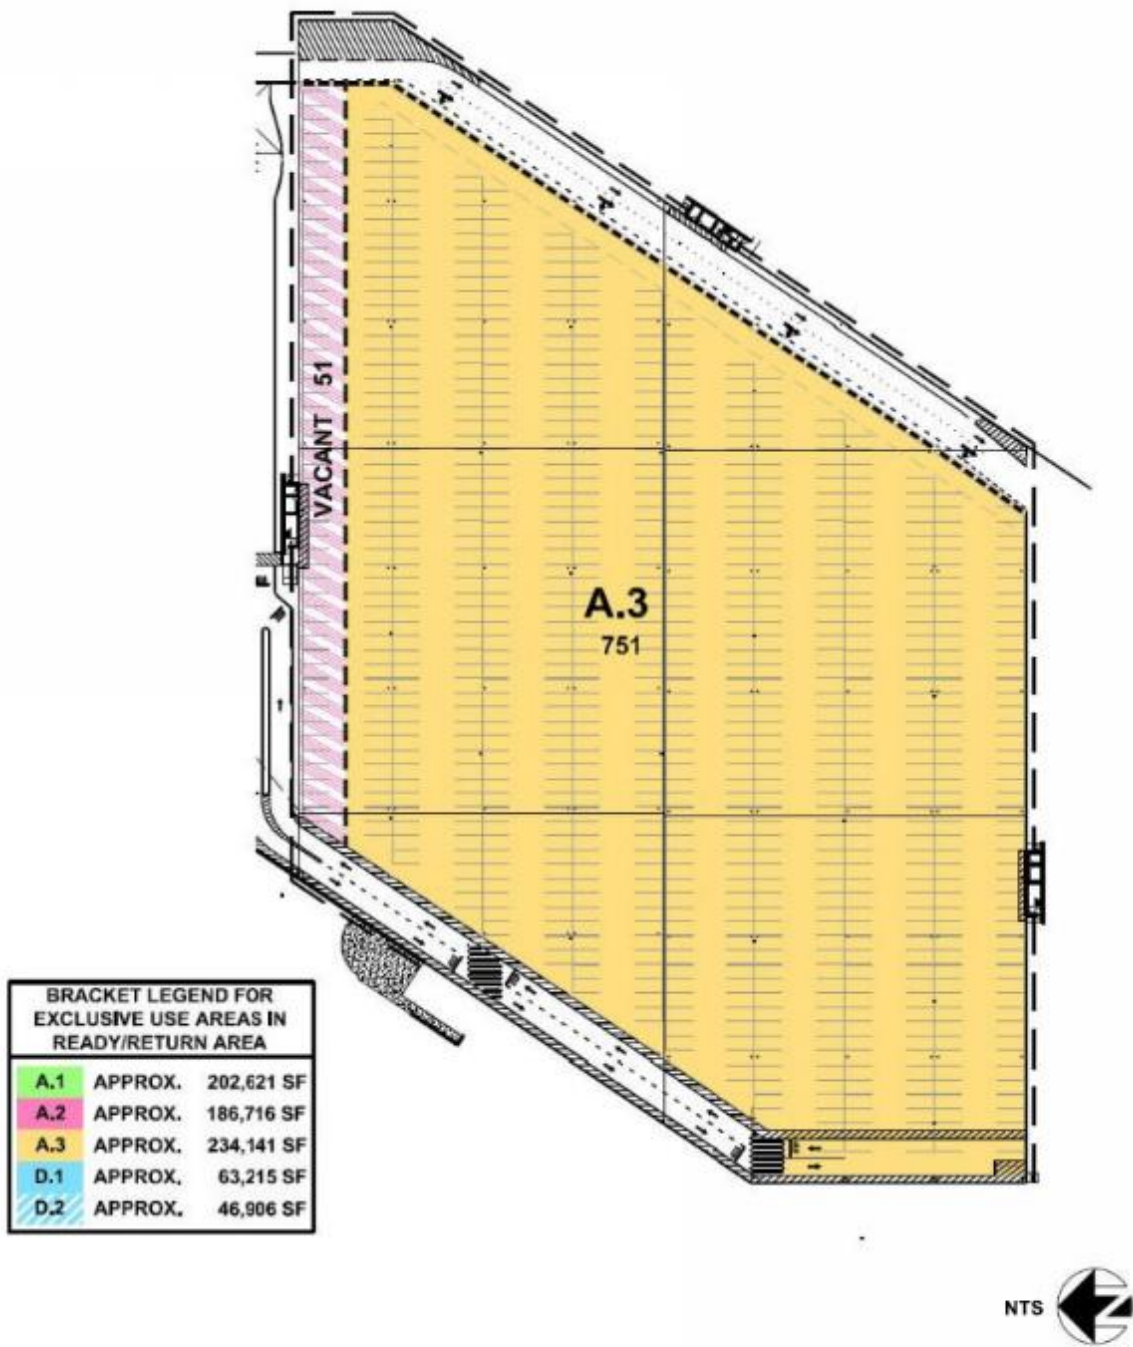 VACANT 51
A.3
751
BRACKET LEGEND FOR
EXCLUSIVE USE AREAS IN
READY/RETURN AREA
A.1 APPROX. 202,621 SF
A.2 APPROX. 186,716 SF
A.3 APPROX. 234,141 SF
D.1 APPROX. 63,215 SF
D.2 APPROX. 46,906 SF
NTS
Z